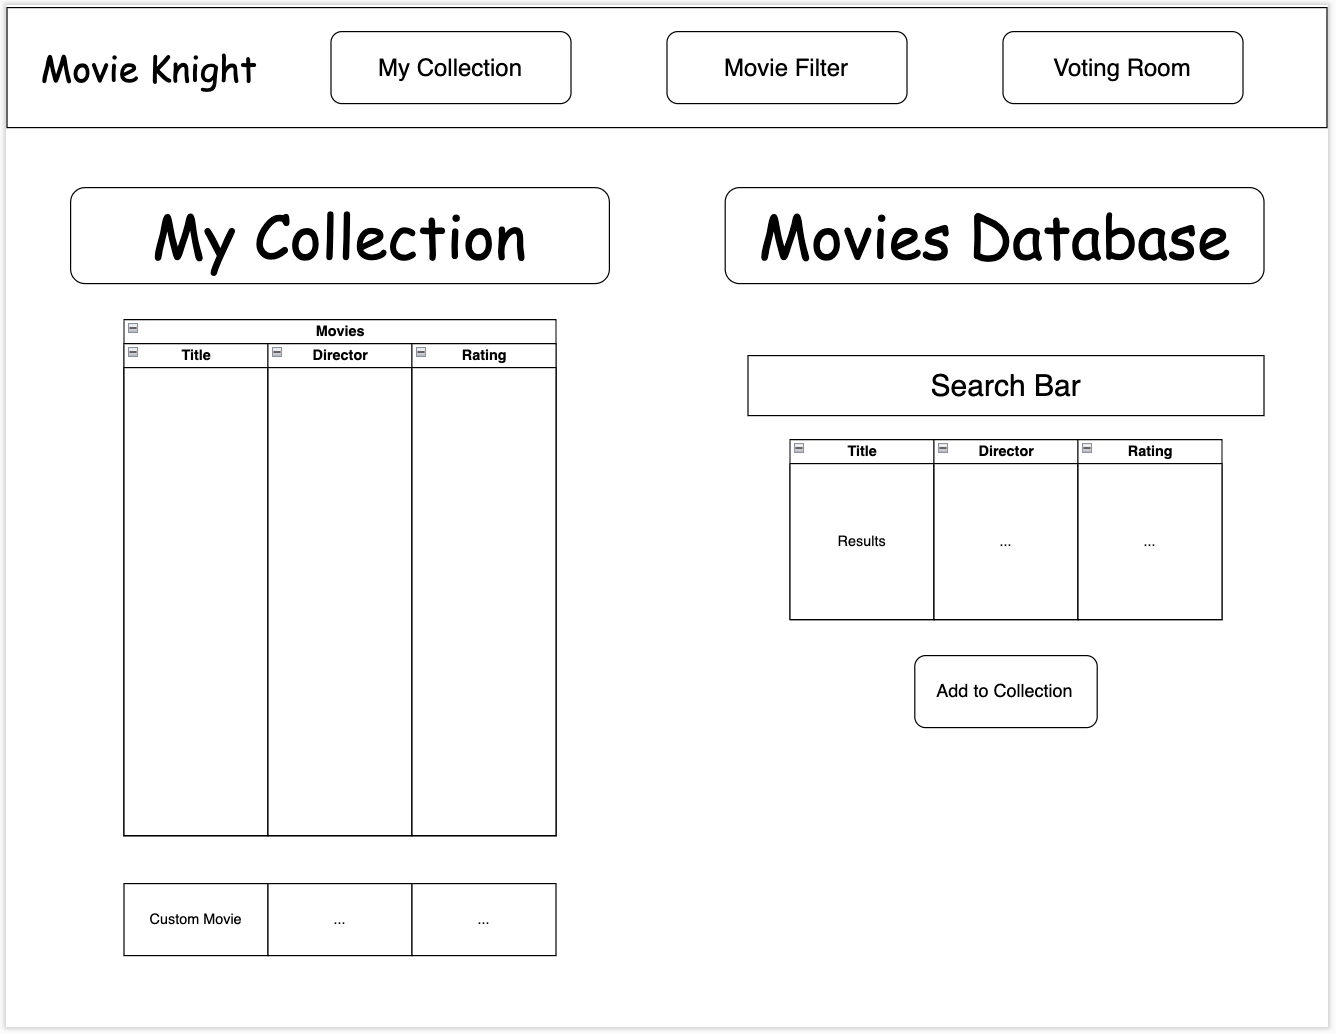 Movie Knight
My Collection
Movie Filter
Voting Room
My Collection
Movies
Title Director Rating
Custom Movie ... ...
Movies Database
Search Bar
Title Director Rating
Results ... ...
Add to Collection